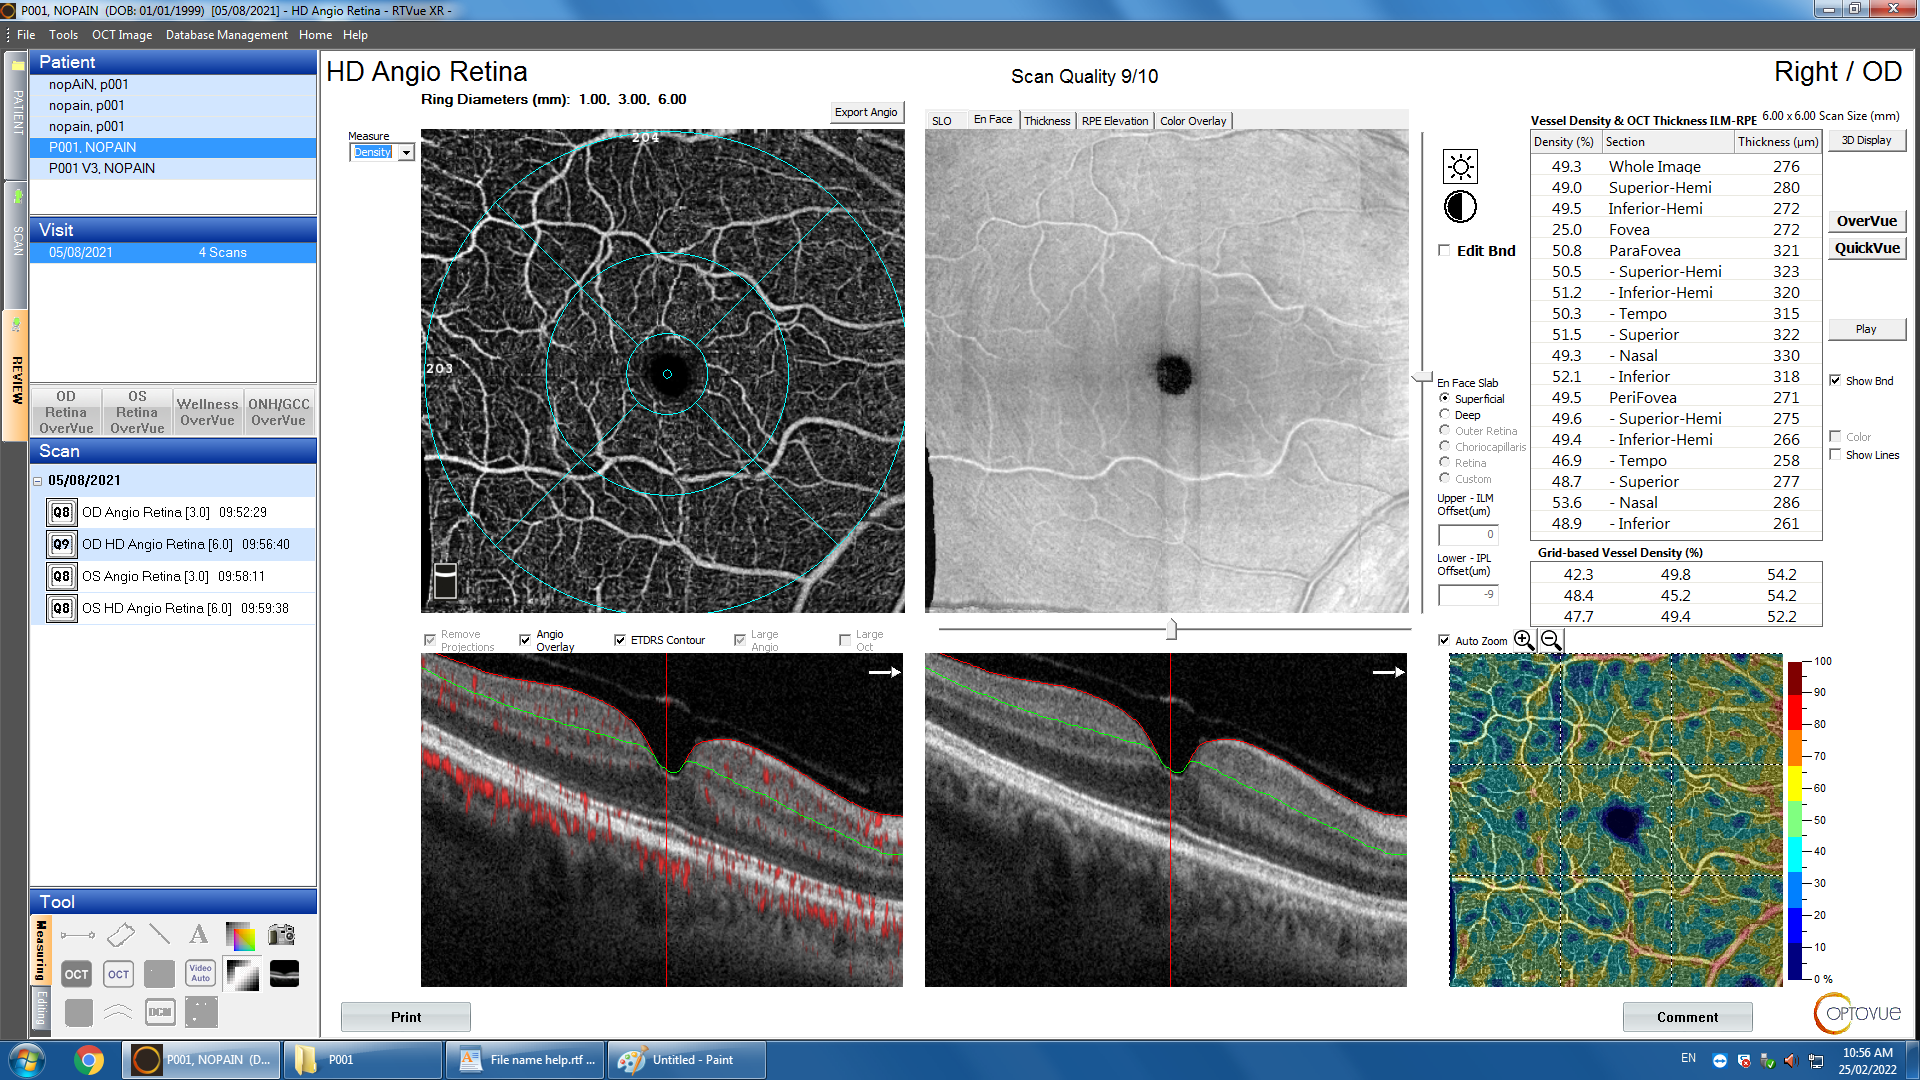 P001, NOPAIN (DOB: 01/01/1999) [05/08/2021] - HD Angio Retina - RTVue XR -
File Tools OCT Image Database Management Home Help
PATIENT
SCAN
REVIEW
Patient
nopAiN, p001
nopain, p001
nopain, p001
P001, NOPAIN
P001 V3, NOPAIN
Visit
05/08/2021 4 Scans
OD Retina OverVue
OS Retina OverVue
Wellness OverVue
ONH/GCC OverVue
Scan
05/08/2021
Q8 OD Angio Retina [3.0] 09:52:29
Q9 OD HD Angio Retina [6.0] 09:56:40
Q8 OS Angio Retina [3.0] 09:58:11
Q8 OS HD Angio Retina [6.0] 09:59:38
Tool
Measuring
Editing
A
OCT OCT Video Auto
DCM
HD Angio Retina
Scan Quality 9/10
Right / OD
Ring Diameters (mm): 1.00, 3.00, 6.00
Export Angio
Measure
Density
204
203
SLO En Face Thickness RPE Elevation Color Overlay
Edit Bnd
En Face Slab
Superficial
Deep
Outer Retina
Choriocapillaris
Retina
Custom
Upper - ILM
Offset(um)
0
Lower - IPL
Offset(um)
-9
Vessel Density & OCT Thickness ILM-RPE 6.00 x 6.00 Scan Size (mm)
Density (%) Section Thickness (µm)
49.3 Whole Image 276
49.0 Superior-Hemi 280
49.5 Inferior-Hemi 272
25.0 Fovea 272
50.8 ParaFovea 321
50.5 - Superior-Hemi 323
51.2 - Inferior-Hemi 320
50.3 - Tempo 315
51.5 - Superior 322
49.3 - Nasal 330
52.1 - Inferior 318
49.5 PeriFovea 271
49.6 - Superior-Hemi 275
49.4 - Inferior-Hemi 266
46.9 - Tempo 258
48.7 - Superior 277
53.6 - Nasal 286
48.9 - Inferior 261
Grid-based Vessel Density (%)
42.3 49.8 54.2
48.4 45.2 54.2
47.7 49.4 52.2
3D Display
OverVue
QuickVue
Play
Show Bnd
Color
Show Lines
Remove Projections
Angio Overlay
ETDRS Contour
Large Angio
Large Oct
Auto Zoom
100
90
80
70
60
50
40
30
20
10
0 %
Print
Comment
OPTOVUE
P001, NOPAIN (D...
P001
File name help.rtf ...
Untitled - Paint
EN
10:56 AM
25/02/2022